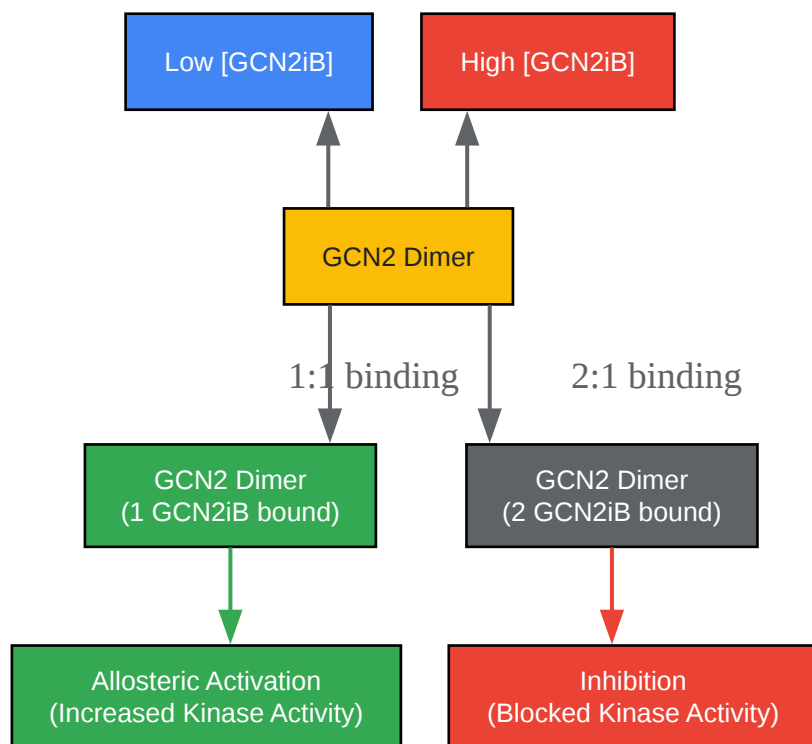 Low [GCN2iB]
High [GCN2iB]
GCN2 Dimer
1:1 binding
2:1 binding
GCN2 Dimer
(1 GCN2iB bound)
GCN2 Dimer
(2 GCN2iB bound)
Allosteric Activation
(Increased Kinase Activity)
Inhibition
(Blocked Kinase Activity)